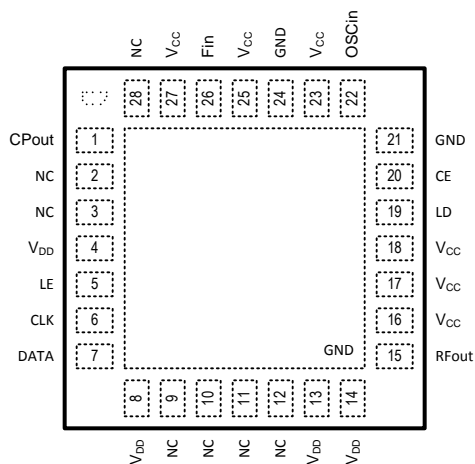 NC
VCC
Fin
VCC
GND
VCC
OSCin
28
27
26
25
24
23
22
CPout 1
21 GND
NC 2
20 CE
NC 3
19 LD
VDD 4
18 VCC
LE 5
17 VCC
CLK 6
16 VCC
DATA 7
GND
15 RFout
8
9
10
11
12
13
14
VDD
NC
NC
NC
NC
VDD
VDD